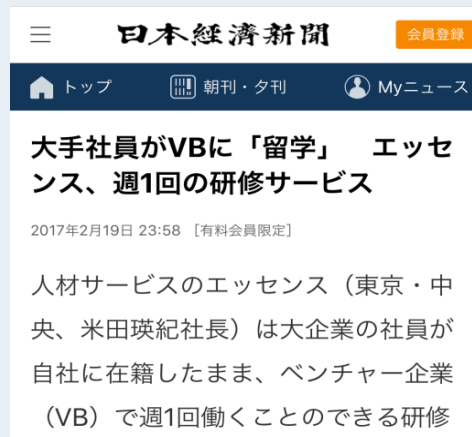 日本経済新聞
会員登録
トップ
朝刊・夕刊
Myニュース
大手社員がVBに「留学」　エッセ
ンス、週1回の研修サービス
2017年2月19日 23:58 ［有料会員限定］
人材サービスのエッセンス（東京・中
央、米田瑛紀社長）は大企業の社員が
自社に在籍したまま、ベンチャー企業
（VB）で週1回働くことのできる研修